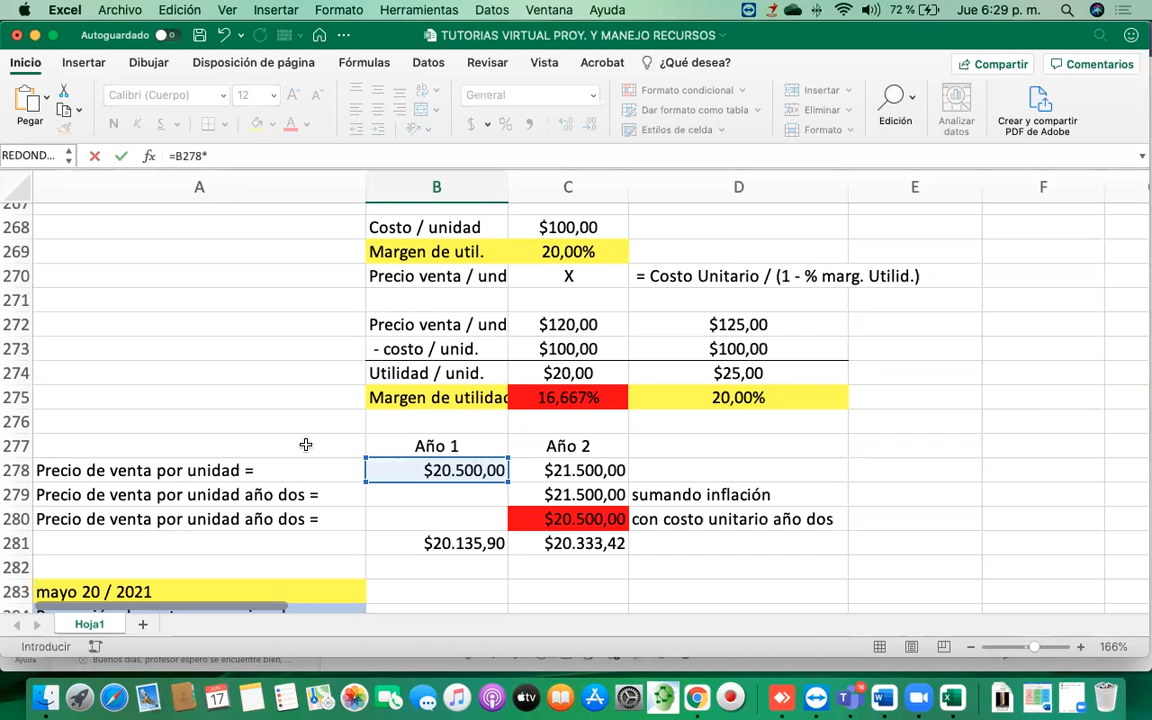 Excel Archivo Edición Ver Insertar Formato Herramientas Datos Ventana Ayuda 72 % Jue 6:29 p. m.
Autoguardado TUTORIAS VIRTUAL PROY. Y MANEJO RECURSOS
Inicio Insertar Dibujar Disposición de página Fórmulas Datos Revisar Vista Acrobat ¿Qué desea? Compartir Comentarios
Pegar Calibri (Cuerpo) 12 General Formato condicional Dar formato como tabla Estilos de celda Insertar Eliminar Formato Edición Analizar datos Crear y compartir PDF de Adobe
REDOND... fx =B278*
A B C D E F
267
268 Costo / unidad $100,00
269 Margen de util. 20,00%
270 Precio venta / und X = Costo Unitario / (1 - % marg. Utilid.)
271
272 Precio venta / und $120,00 $125,00
273 - costo / unid. $100,00 $100,00
274 Utilidad / unid. $20,00 $25,00
275 Margen de utilidad 16,667% 20,00%
276
277 Año 1 Año 2
278 Precio de venta por unidad = $20.500,00 $21.500,00
279 Precio de venta por unidad año dos = $21.500,00 sumando inflación
280 Precio de venta por unidad año dos = $20.500,00 con costo unitario año dos
281 $20.135,90 $20.333,42
282
283 mayo 20 / 2021
Hoja1
Introducir 166%
Ayuda Buenos días, profesor espero se encuentre bien, ...
JUN 17 tv 16